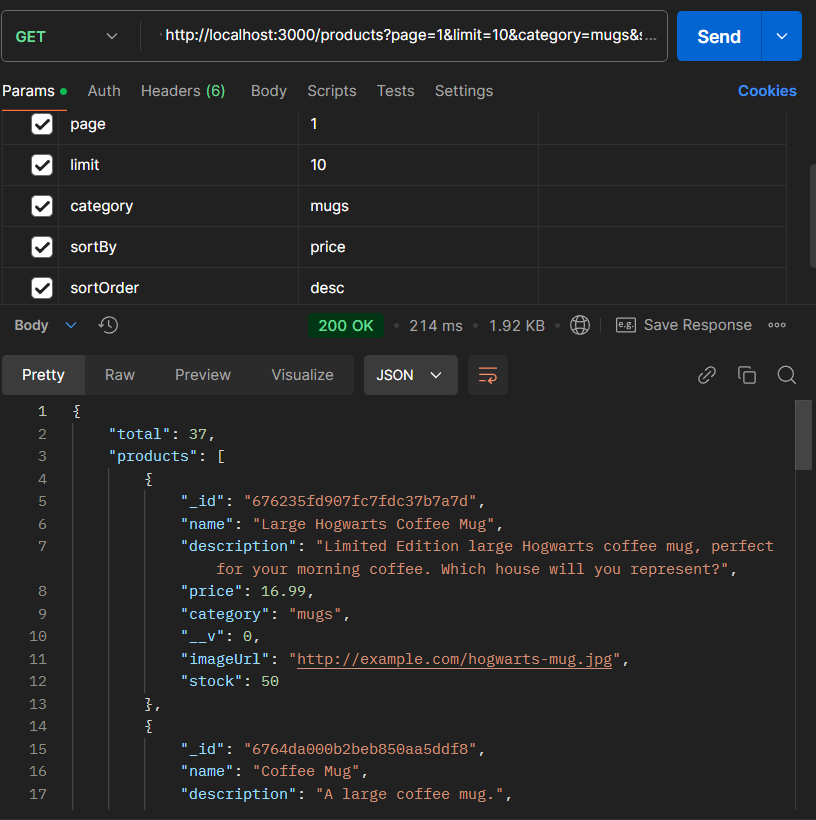 GET http://localhost:3000/products?page=1&limit=10&category=mugs&s... Send
Params Auth Headers (6) Body Scripts Tests Settings Cookies
page 1
limit 10
category mugs
sortBy price
sortOrder desc
Body 200 OK • 214 ms • 1.92 KB • e.g. Save Response
Pretty Raw Preview Visualize JSON
1 {
2 "total": 37,
3 "products": [
4 {
5 "_id": "676235fd907fc7fdc37b7a7d",
6 "name": "Large Hogwarts Coffee Mug",
7 "description": "Limited Edition large Hogwarts coffee mug, perfect
for your morning coffee. Which house will you represent?",
8 "price": 16.99,
9 "category": "mugs",
10 "__v": 0,
11 "imageUrl": "http://example.com/hogwarts-mug.jpg",
12 "stock": 50
13 },
14 {
15 "_id": "6764da000b2beb850aa5ddf8",
16 "name": "Coffee Mug",
17 "description": "A large coffee mug.",